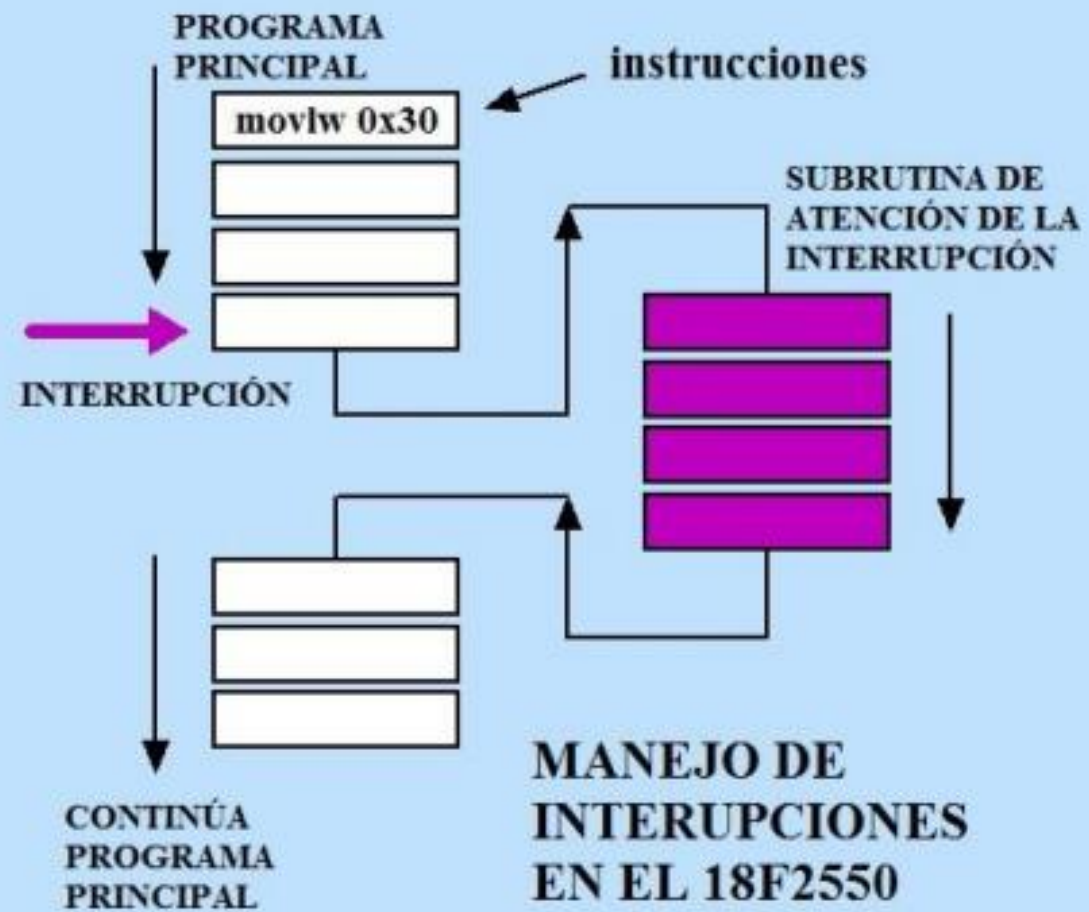 PROGRAMA
PRINCIPAL
instrucciones
movlw 0x30
SUBRUTINA DE
ATENCIÓN DE LA
INTERRUPCIÓN
INTERRUPCIÓN
CONTINÚA
PROGRAMA
PRINCIPAL
MANEJO DE
INTERUPCIONES
EN EL 18F2550